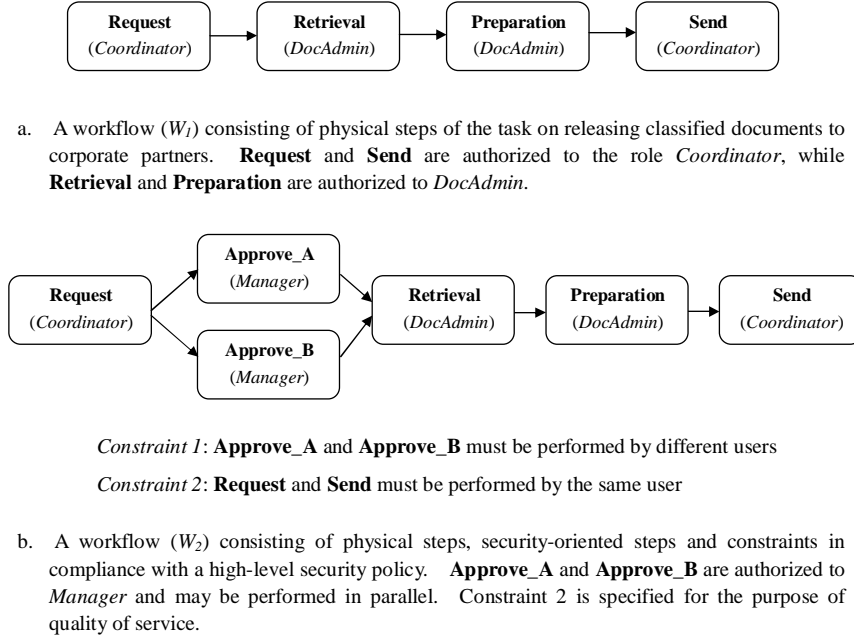 Request Retrieval Preparation Send
(Coordinator) (DocAdmin) (DocAdmin) (Coordinator)
a. A workflow (W1) consisting of physical steps of the task on releasing classified documents to
corporate partners. Request and Send are authorized to the role Coordinator, while
Retrieval and Preparation are authorized to DocAdmin.
Approve_A
(Manager)
Request Retrieval Preparation Send
(Coordinator) (DocAdmin) (DocAdmin) (Coordinator)
Approve_B
(Manager)
Constraint 1: Approve_A and Approve_B must be performed by different users
Constraint 2: Request and Send must be performed by the same user
b. A workflow (W2) consisting of physical steps, security-oriented steps and constraints in
compliance with a high-level security policy. Approve_A and Approve_B are authorized to
Manager and may be performed in parallel. Constraint 2 is specified for the purpose of
quality of service.